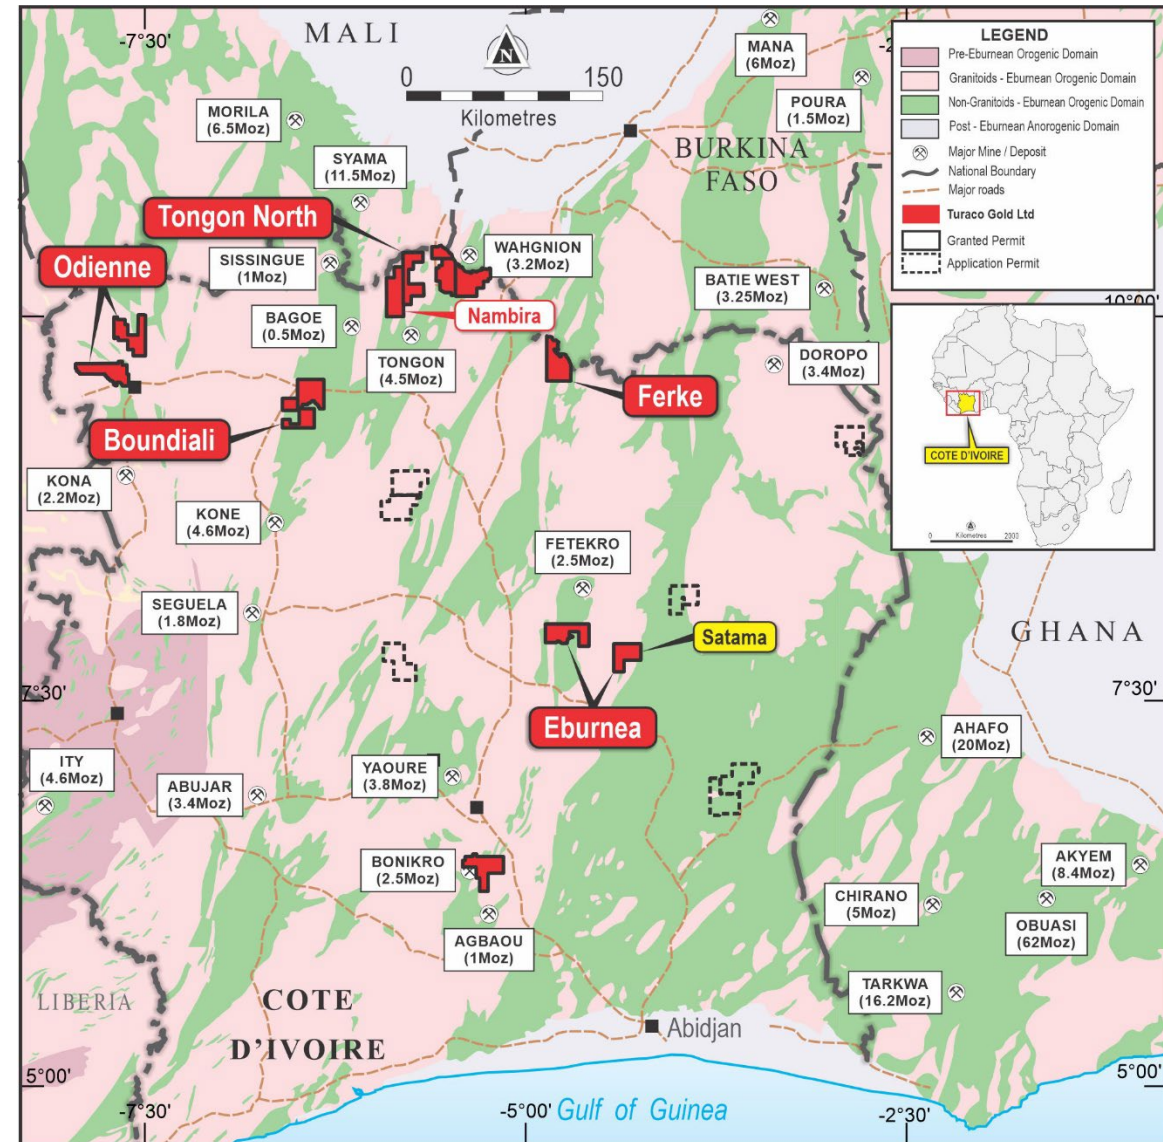 -7°30'
MALI
N
0 150
Kilometres
MANA
(6Moz)
POURA
(1.5Moz)
LEGEND
Pre-Eburnean Orogenic Domain
Granitoids - Eburnean Orogenic Domain
Non-Granitoids - Eburnean Orogenic Domain
Post - Eburnean Anorogenic Domain
Major Mine / Deposit
National Boundary
Major roads
Turaco Gold Ltd
Granted Permit
Application Permit
MORILA
(6.5Moz)
SYAMA
(11.5Moz)
BURKINA
FASO
Tongon North
Odienne
SISSINGUE
(1Moz)
WAHGNION
(3.2Moz)
BATIE WEST
(3.25Moz)
10°00'
BAGOE
(0.5Moz)
Nambira
TONGON
(4.5Moz)
DOROPO
(3.4Moz)
Ferke
Boundiali
COTE D'IVOIRE
0 2000
Kilometres
KONA
(2.2Moz)
KONE
(4.6Moz)
FETEKRO
(2.5Moz)
SEGUELA
(1.8Moz)
GHANA
Satama
7°30'
7°30'
Eburnea
AHAFO
(20Moz)
ITY
(4.6Moz)
ABUJAR
(3.4Moz)
YAOURE
(3.8Moz)
BONIKRO
(2.5Moz)
AKYEM
(8.4Moz)
CHIRANO
(5Moz)
OBUASI
(62Moz)
AGBAOU
(1Moz)
TARKWA
(16.2Moz)
LIBERIA
COTE
D'IVOIRE
Abidjan
5°00'
5°00'
-7°30'
-5°00'
Gulf of Guinea
-2°30'